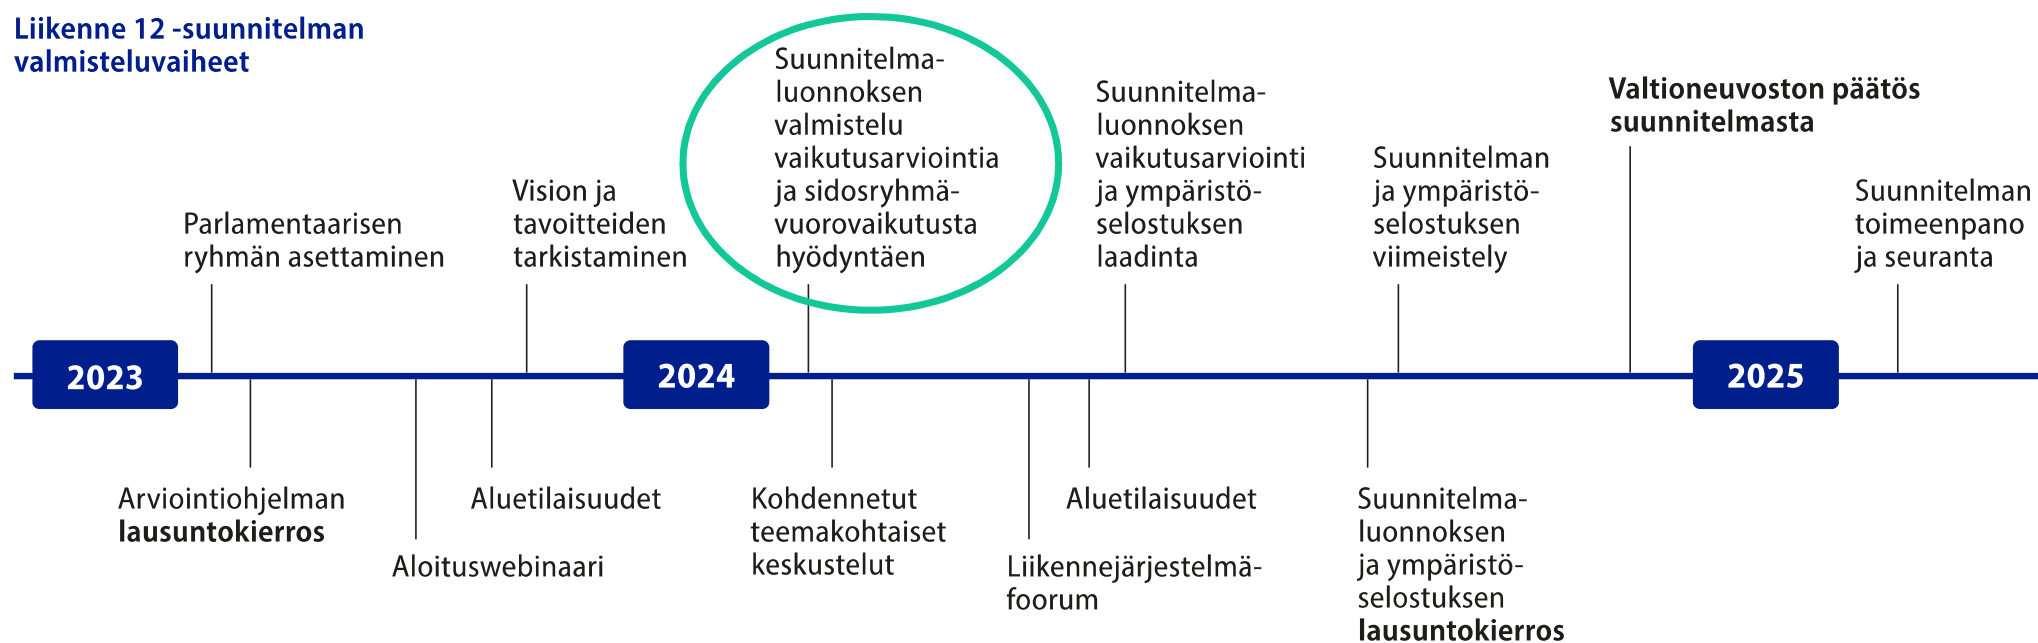 Liikenne 12 -suunnitelman
valmisteluvaiheet
Parlamentaarisen
ryhmän asettaminen
Vision ja
tavoitteiden
tarkistaminen
Suunnitelma-
luonnoksen
valmistelu
vaikutusarviointia
ja sidosryhmä-
vuorovaikutusta
hyödyntäen
Suunnitelma-
luonnoksen
vaikutusarviointi
ja ympäristö-
selostuksen
laadinta
Suunnitelman
ja ympäristö-
selostuksen
viimeistely
Valtioneuvoston päätös
suunnitelmasta
Suunnitelman
toimeenpano
ja seuranta
2023
2024
2025
Arviointiohjelman
lausuntokierros
Aloituswebinaari
Aluetilaisuudet
Kohdennetut
teemakohtaiset
keskustelut
Liikennejärjestelmä-
foorum
Aluetilaisuudet
Suunnitelma-
luonnoksen
ja ympäristö-
selostuksen
lausuntokierros